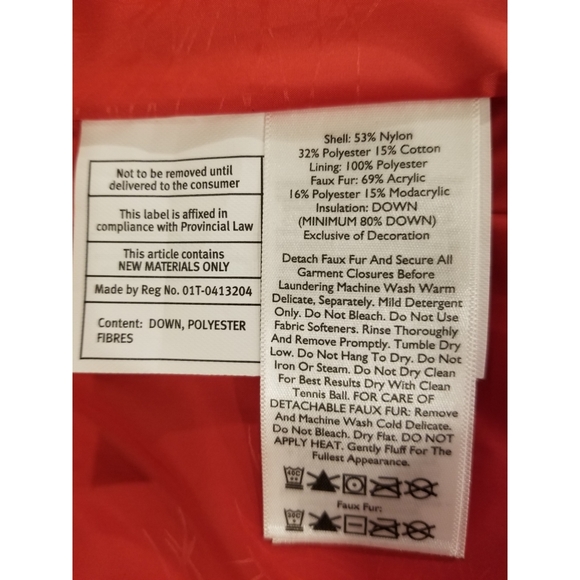 Not to be removed until
delivered to the consumer
This label is affixed in
compliance with Provincial Law
This article contains
NEW MATERIALS ONLY
Made by Reg No. 01T-0413204
Content: DOWN, POLYESTER
FIBRES
Shell: 53% Nylon
32% Polyester 15% Cotton
Lining: 100% Polyester
Faux Fur: 69% Acrylic
16% Polyester 15% Modacrylic
Insulation: DOWN
(MINIMUM 80% DOWN)
Exclusive of Decoration
Detach Faux Fur And Secure All
Garment Closures Before
Laundering Machine Wash Warm
Delicate, Separately. Mild Detergent
Only. Do Not Bleach. Do Not Use
Fabric Softeners. Rinse Thoroughly
And Remove Promptly. Tumble Dry
Low. Do Not Hang To Dry. Do Not
Iron Or Steam. Do Not Dry Clean
For Best Results Dry With Clean
Tennis Ball. FOR CARE OF
DETACHABLE FAUX FUR: Remove
And Machine Wash Cold Delicate.
Do Not Bleach. Dry Flat. DO NOT
APPLY HEAT. Gently Fluff For The
Fullest Appearance.
40C
Faux Fur:
30C